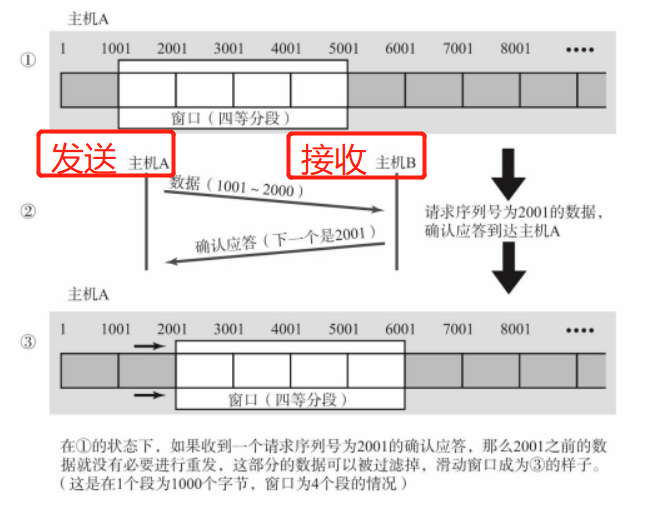 主机A
1 1001 2001 3001 4001 5001 6001 7001 8001 ••••
①
窗口（四等分段）
发送 主机A 接收 主机B
数据（1001～2000）
②
请求序列号为2001的数据，
确认应答到达主机A
确认应答（下一个是2001）
主机A
1 1001 2001 3001 4001 5001 6001 7001 8001 ••••
③
窗口（四等分段）
在①的状态下，如果收到一个请求序列号为2001的确认应答，那么2001之前的数
据就没有必要进行重发，这部分的数据可以被过滤掉，滑动窗口成为③的样子。
（这是在1个段为1000个字节，窗口为4个段的情况）